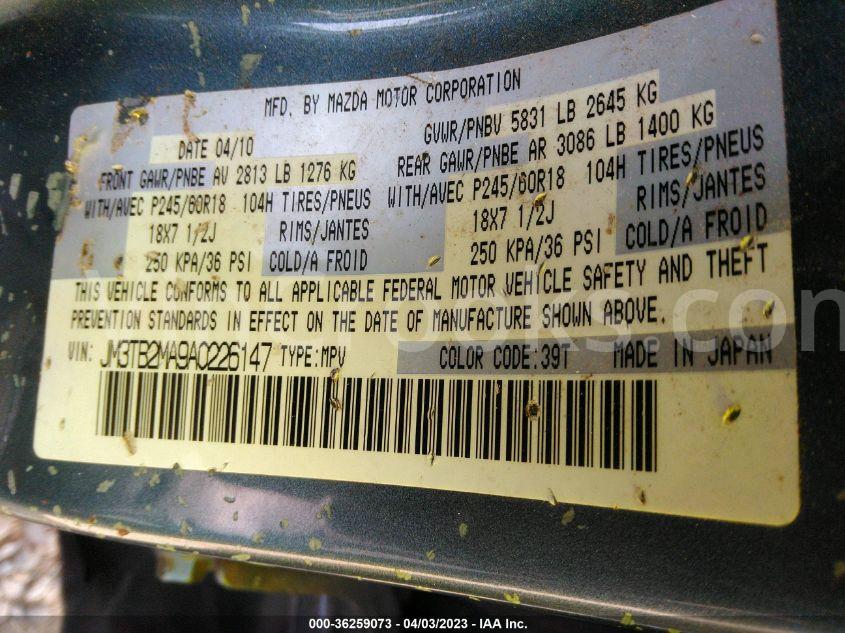 MFD. BY MAZDA MOTOR CORPORATION
DATE 04/10 GVWR/PNBV 5831 LB 2645 KG
FRONT GAWR/PNBE AV 2813 LB 1276 KG REAR GAWR/PNBE AR 3086 LB 1400 KG
WITH/AVEC P245/60R18 104H TIRES/PNEUS WITH/AVEC P245/60R18 104H TIRES/PNEUS
18X7 1/2J RIMS/JANTES 18X7 1/2J RIMS/JANTES
250 KPA/36 PSI COLD/A FROID 250 KPA/36 PSI COLD/A FROID
THIS VEHICLE CONFORMS TO ALL APPLICABLE FEDERAL MOTOR VEHICLE SAFETY AND THEFT
PREVENTION STANDARDS IN EFFECT ON THE DATE OF MANUFACTURE SHOWN ABOVE.
VIN: JM3TB2MA9A0226147 TYPE:MPV COLOR CODE:39T MADE IN JAPAN
000-36259073 - 04/03/2023 - IAA Inc.